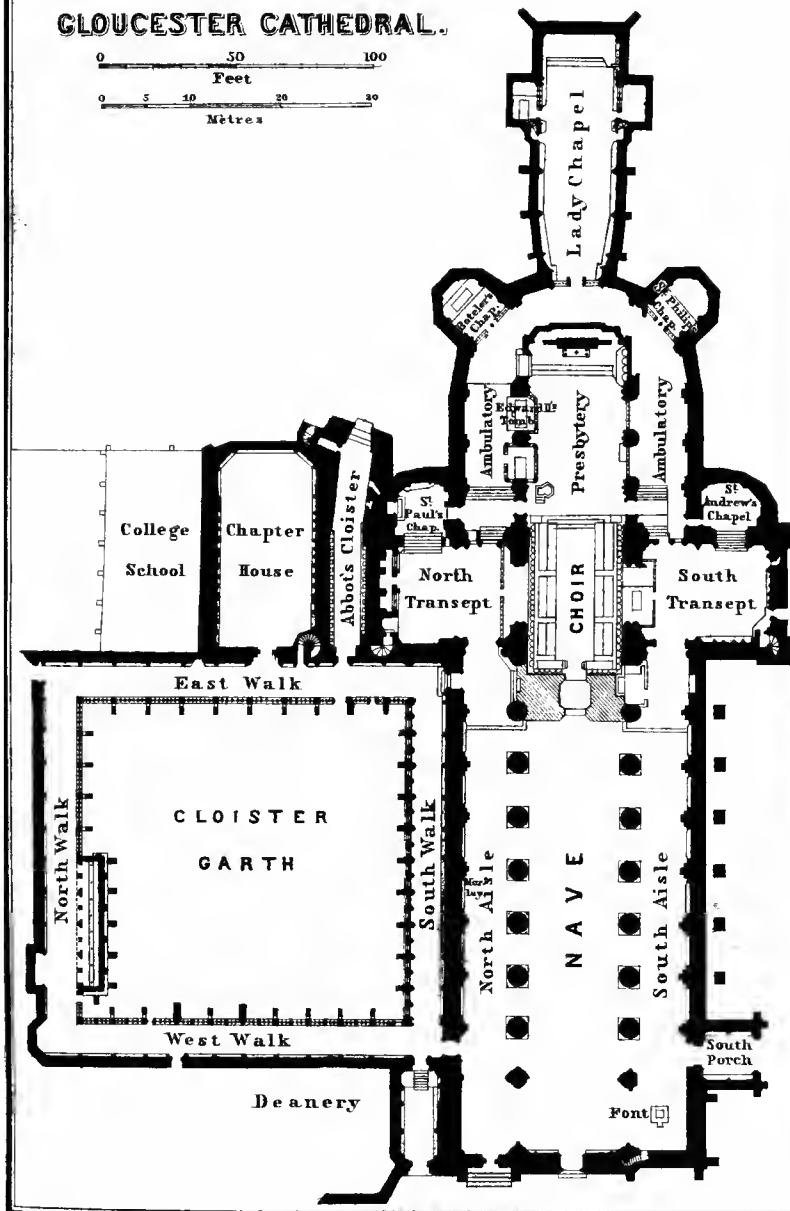 GLOUCESTER CATHEDRAL.
0 50 100
Feet
0 5 10 20 30
Mètres
Lady Chapel
Boteler's
Chap.
St. Philip's
Chap.
Ambulatory
Edward II's
Tomb
Presbytery
Ambulatory
St.
Paul's
Chap.
St.
Andrew's
Chapel
College
School
Chapter
House
Abbot's Cloister
North
Transept
CHOIR
South
Transept
East Walk
North Walk
CLOISTER
GARTH
South Walk
North Aisle
NAVE
South Aisle
West Walk
South
Porch
Deanery
Font